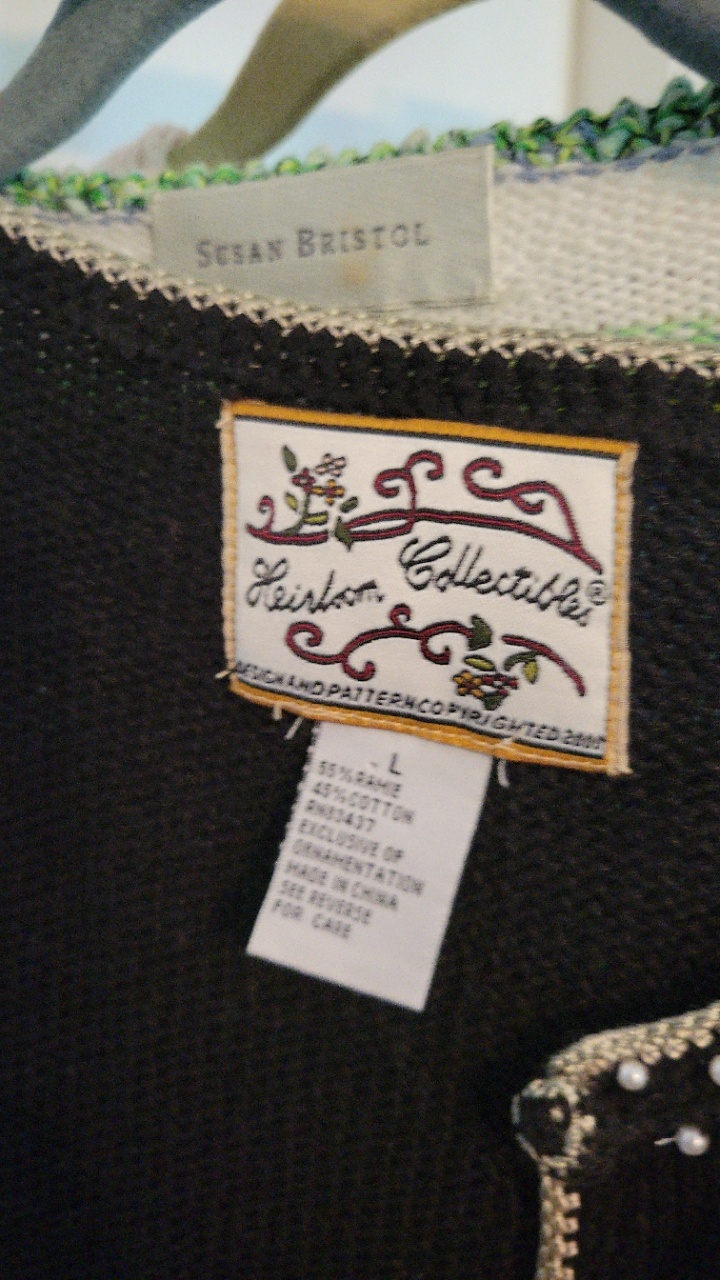 SUSAN BRISTOL
Heirloom Collectibles®
DESIGN AND PATTERN COPYRIGHTED 2000
- L
55% RAMIE
45% COTTON
RN83437
EXCLUSIVE OF
ORNAMENTATION
MADE IN CHINA
SEE REVERSE
FOR CARE